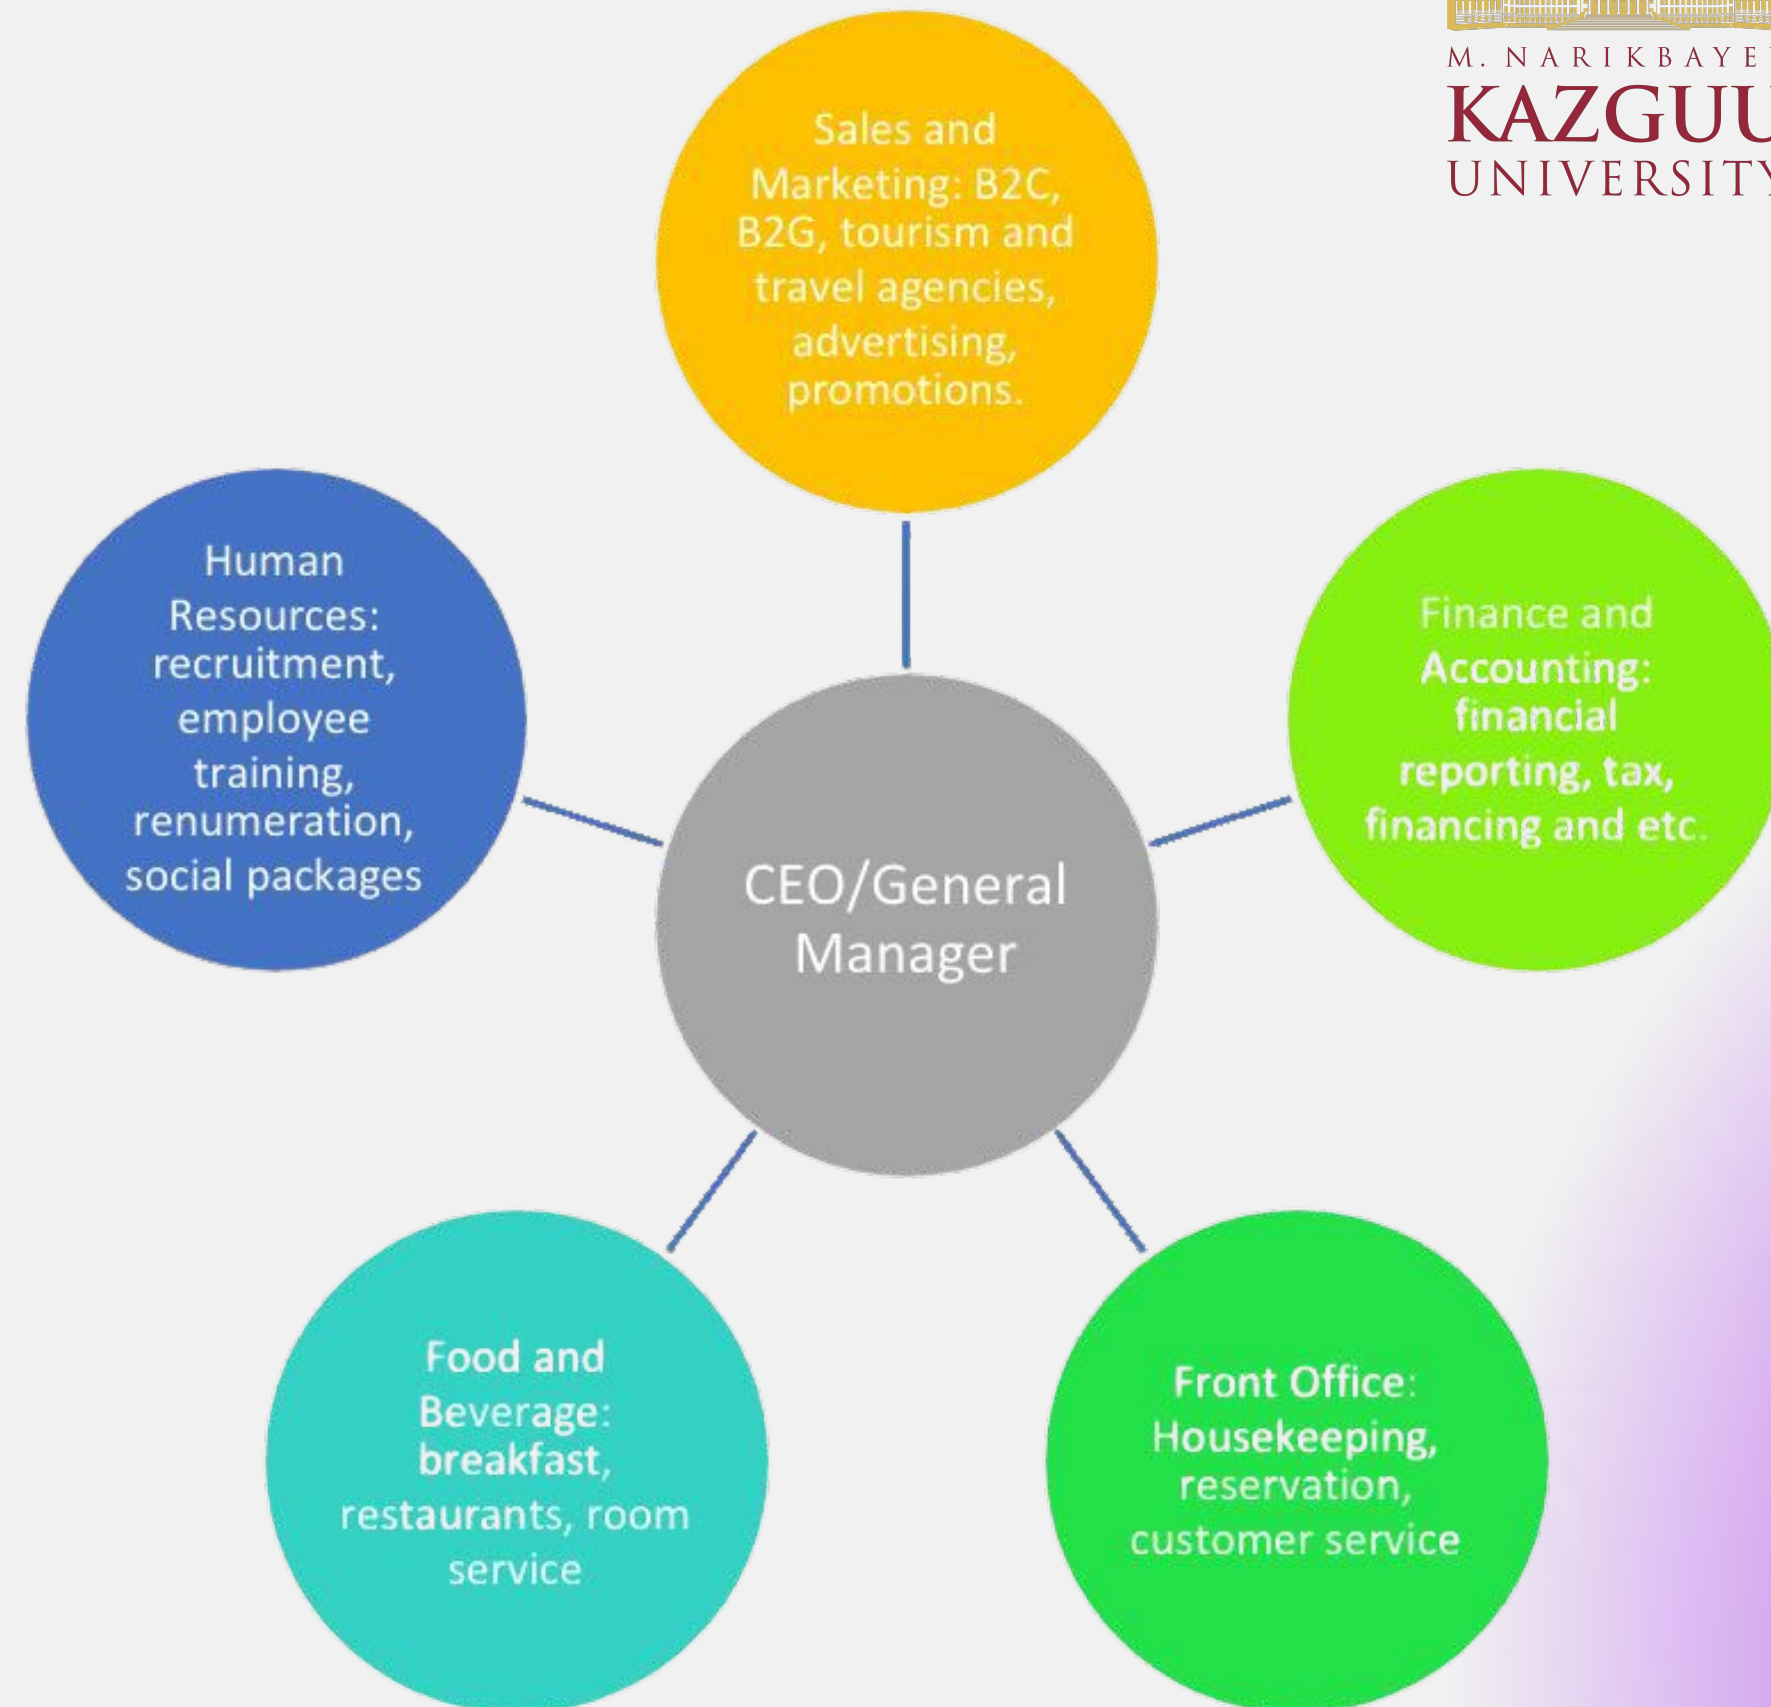 M. NARIKBAYE
KAZGUU
UNIVERSITY
Sales and
Marketing: B2C,
B2G, tourism and
travel agencies,
advertising,
promotions.
Human
Resources:
recruitment,
employee
training,
renumeration,
social packages
Finance and
Accounting:
financial
reporting, tax,
financing and etc.
CEO/General
Manager
Food and
Beverage:
breakfast,
restaurants, room
service
Front Office:
Housekeeping,
reservation,
customer service